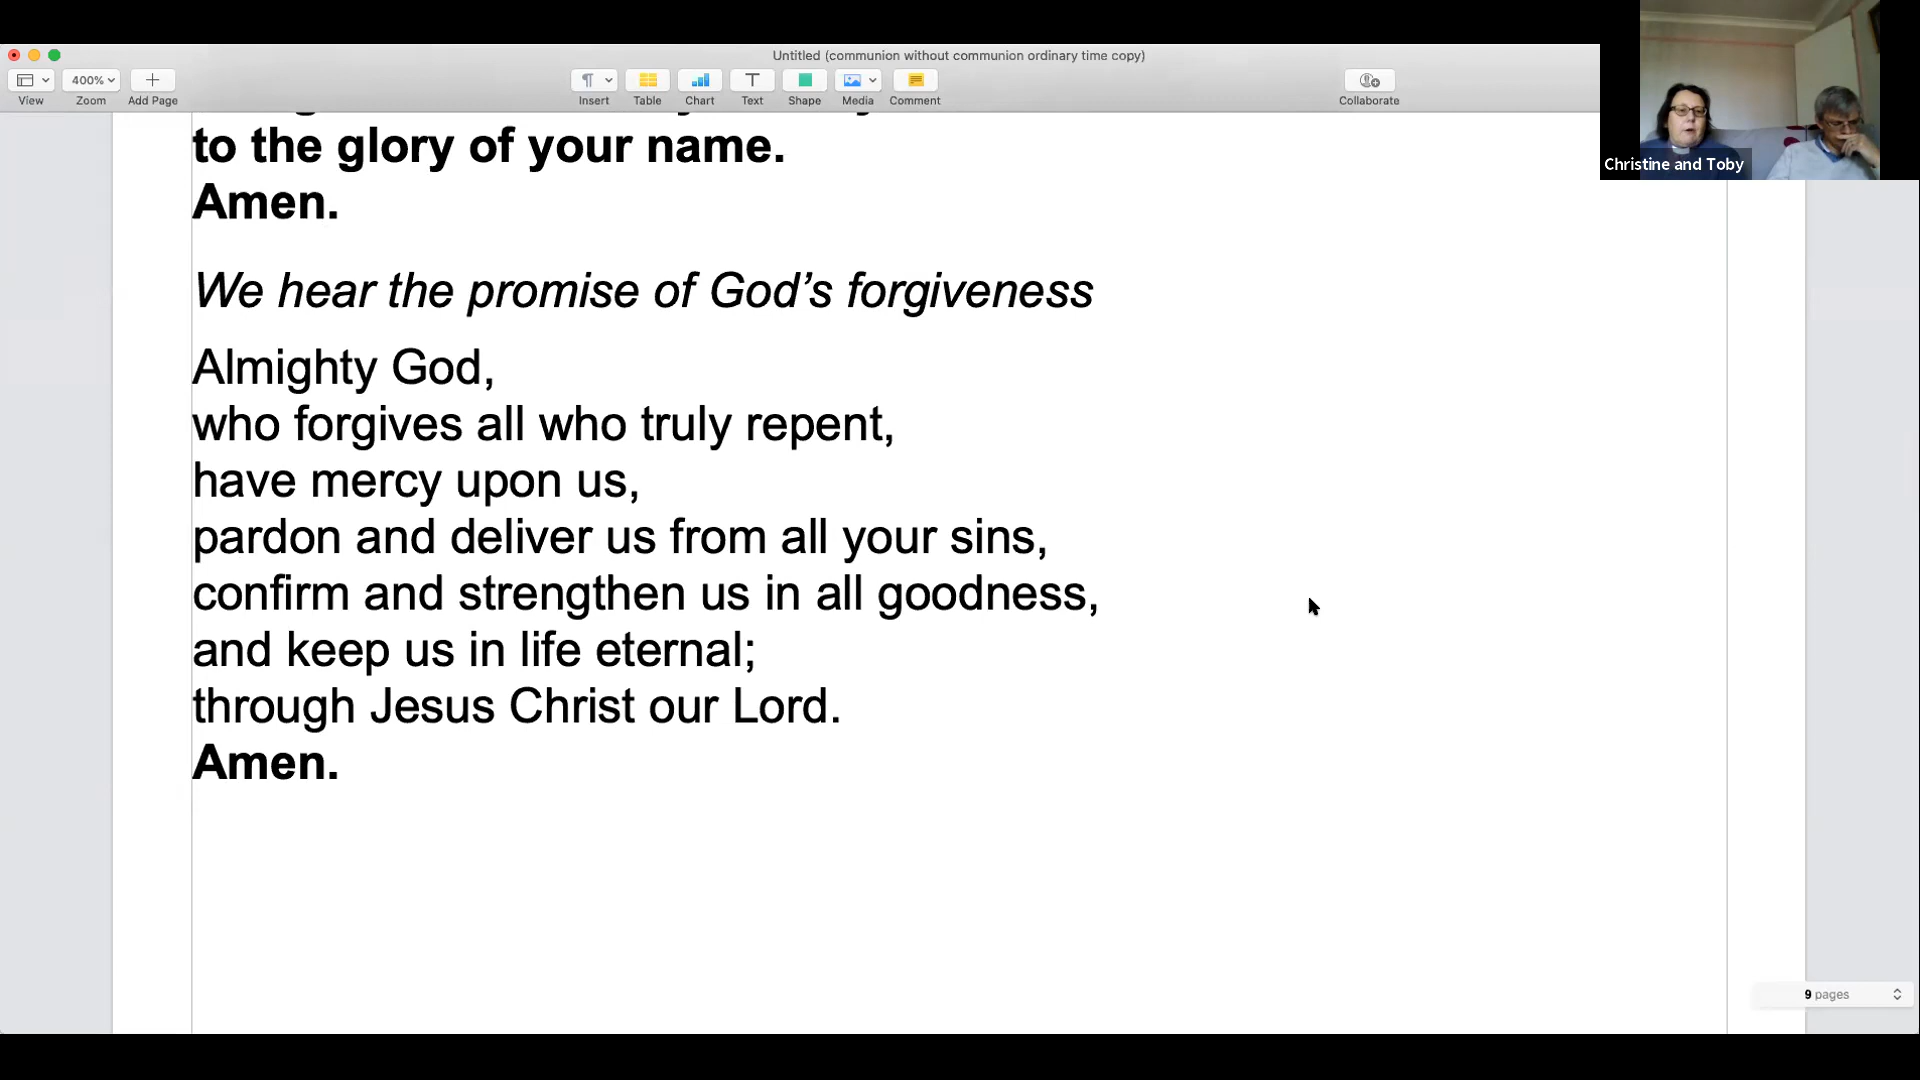 Untitled (communion without communion ordinary time copy)
400%
View
Zoom
Add Page
Insert
Table
Chart
Text
Shape
Media
Comment
Collaborate
Christine and Toby
to the glory of your name.
Amen.
We hear the promise of God’s forgiveness
Almighty God,
who forgives all who truly repent,
have mercy upon us,
pardon and deliver us from all your sins,
confirm and strengthen us in all goodness,
and keep us in life eternal;
through Jesus Christ our Lord.
Amen.
9 pages